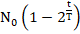 N₀ (1 − 2^(t/T))